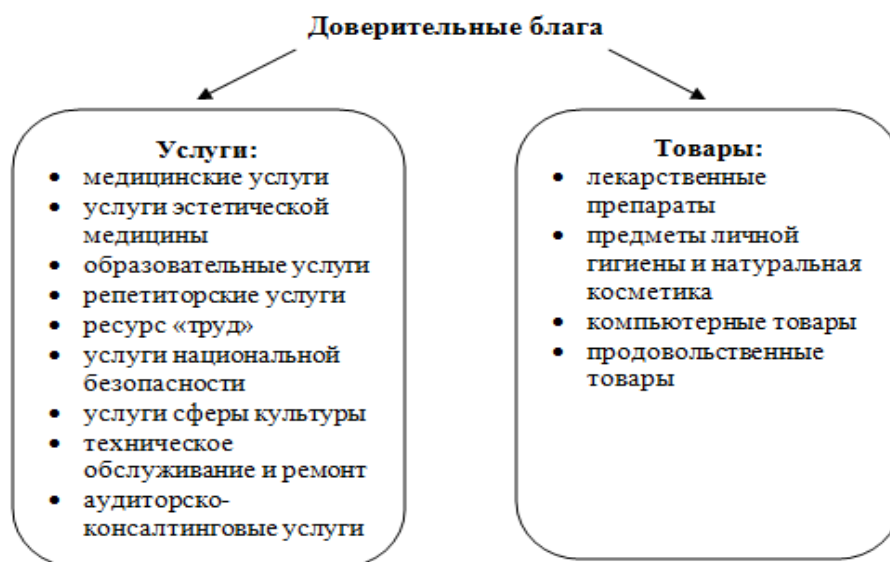 Доверительные блага
Услуги:
• медицинские услуги
• услуги эстетической
медицины
• образовательные услуги
• репетиторские услуги
• ресурс «труд»
• услуги национальной
безопасности
• услуги сферы культуры
• техническое
обслуживание и ремонт
• аудиторско-
консалтинговые услуги
Товары:
• лекарственные
препараты
• предметы личной
гигиены и натуральная
косметика
• компьютерные товары
• продовольственные
товары